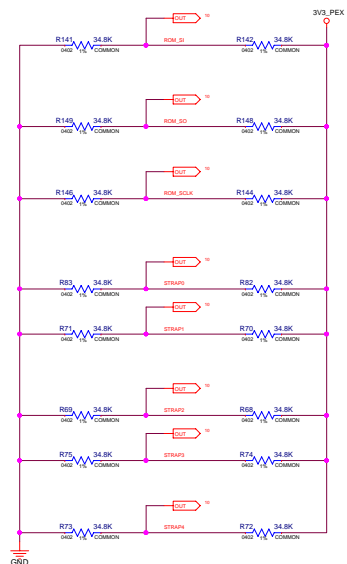 3V3_PEX
OUT
R141 34.8K ROM_SI R142 34.8K
0402 1% COMMON 0402 1% COMMON
OUT
R149 34.8K ROM_SO R148 34.8K
0402 1% COMMON 0402 1% COMMON
OUT
R146 34.8K ROM_SCLK R144 34.8K
0402 1% COMMON 0402 1% COMMON
OUT
R83 34.8K STRAP0 R82 34.8K
0402 1% COMMON 0402 1% COMMON
OUT
R71 34.8K STRAP1 R70 34.8K
0402 1% COMMON 0402 1% COMMON
OUT
R69 34.8K STRAP2 R68 34.8K
0402 1% COMMON 0402 1% COMMON
OUT
R75 34.8K STRAP3 R74 34.8K
0402 1% COMMON 0402 1% COMMON
OUT
R73 34.8K STRAP4 R72 34.8K
0402 1% COMMON 0402 1% COMMON
GND